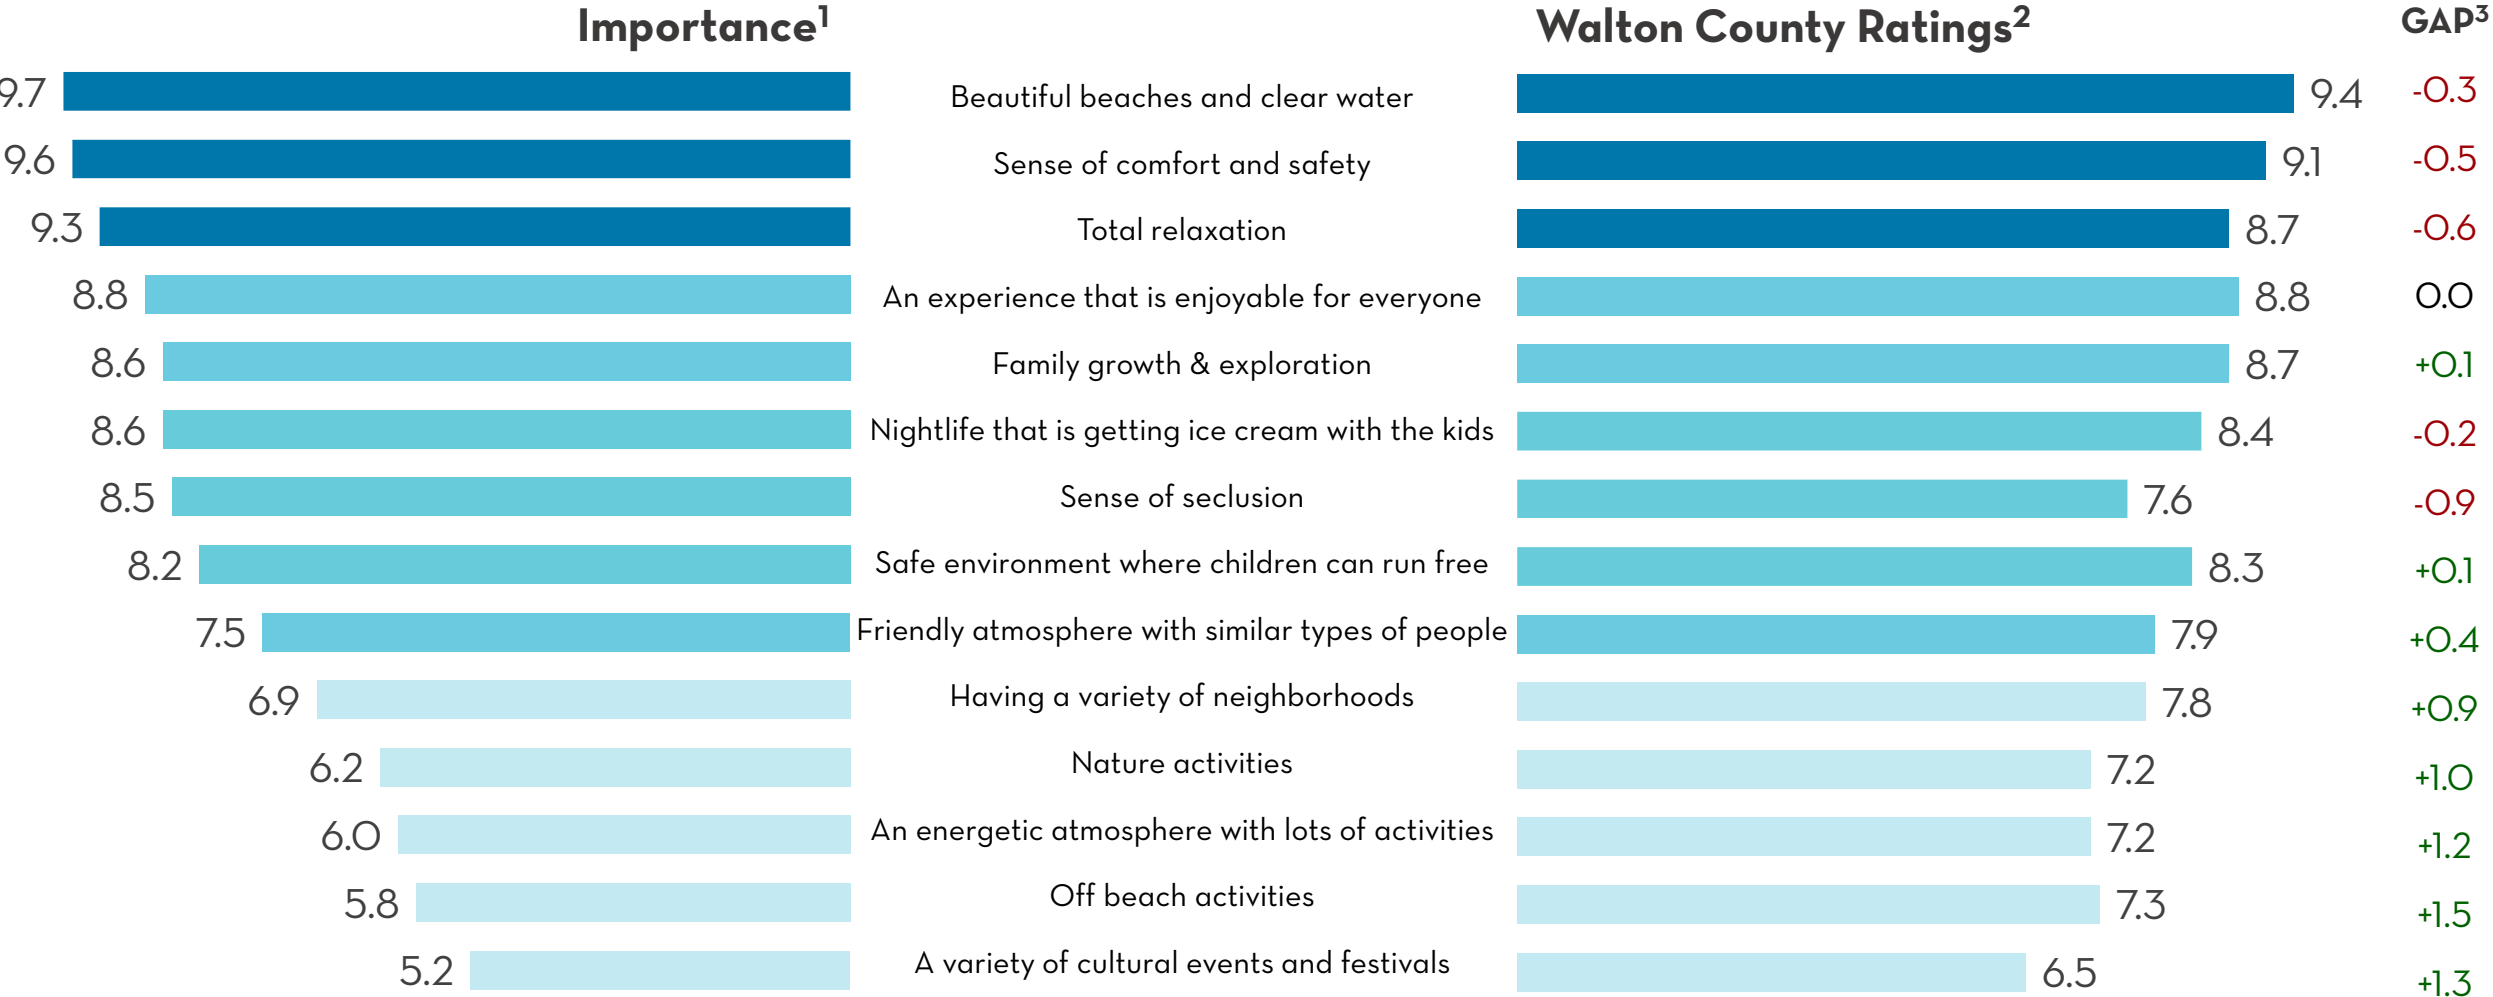 Importance¹ Walton County Ratings² GAP³
9.7 Beautiful beaches and clear water 9.4 -0.3
9.6 Sense of comfort and safety 9.1 -0.5
9.3 Total relaxation 8.7 -0.6
8.8 An experience that is enjoyable for everyone 8.8 0.0
8.6 Family growth & exploration 8.7 +0.1
8.6 Nightlife that is getting ice cream with the kids 8.4 -0.2
8.5 Sense of seclusion 7.6 -0.9
8.2 Safe environment where children can run free 8.3 +0.1
7.5 Friendly atmosphere with similar types of people 7.9 +0.4
6.9 Having a variety of neighborhoods 7.8 +0.9
6.2 Nature activities 7.2 +1.0
6.0 An energetic atmosphere with lots of activities 7.2 +1.2
5.8 Off beach activities 7.3 +1.5
5.2 A variety of cultural events and festivals 6.5 +1.3